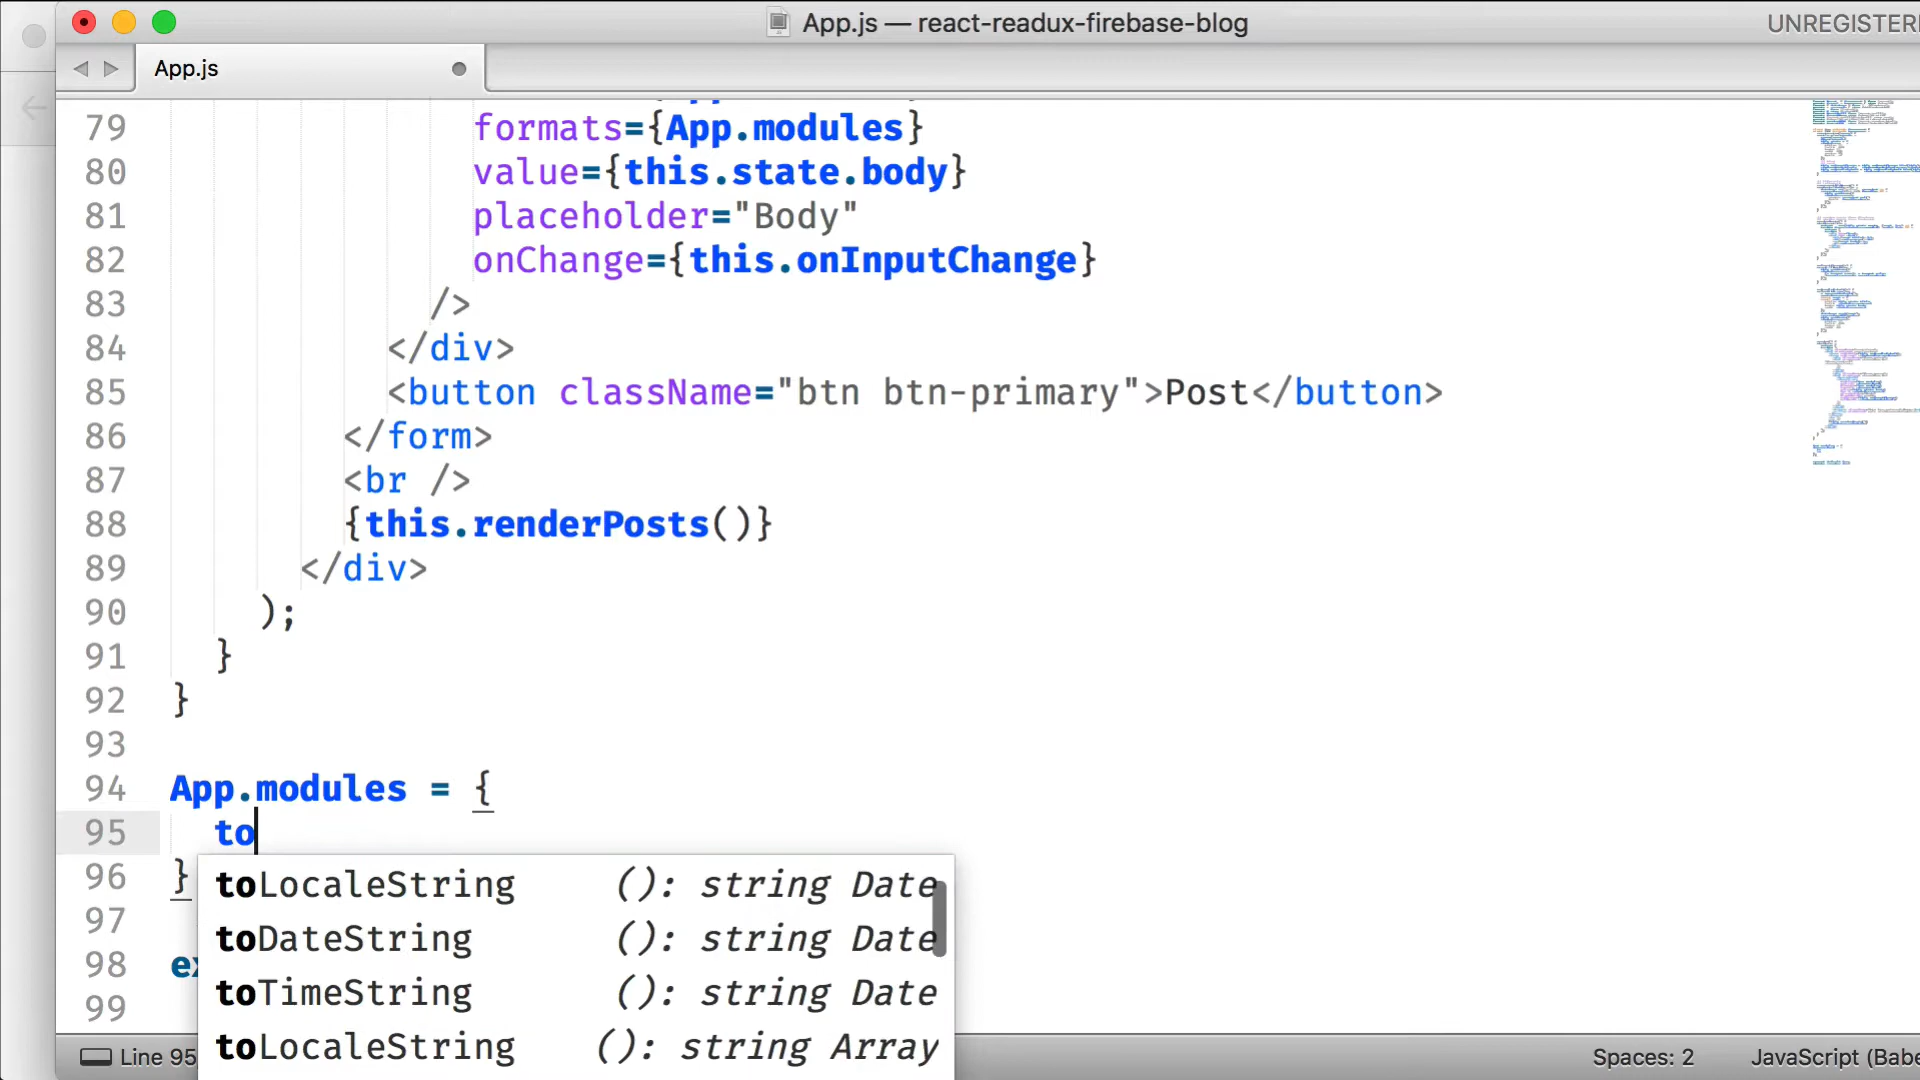 App.js — react-readux-firebase-blog
UNREGISTER
App.js
79 formats={App.modules}
80 value={this.state.body}
81 placeholder="Body"
82 onChange={this.onInputChange}
83 />
84 </div>
85 <button className="btn btn-primary">Post</button>
86 </form>
87 <br />
88 {this.renderPosts()}
89 </div>
90 );
91 }
92 }
93
94 App.modules = {
95 to
96 }
toLocaleString (): string Date
97
toDateString (): string Date
98 ex
toTimeString (): string Date
99
toLocaleString (): string Array
Line 95
Spaces: 2
JavaScript (Babe